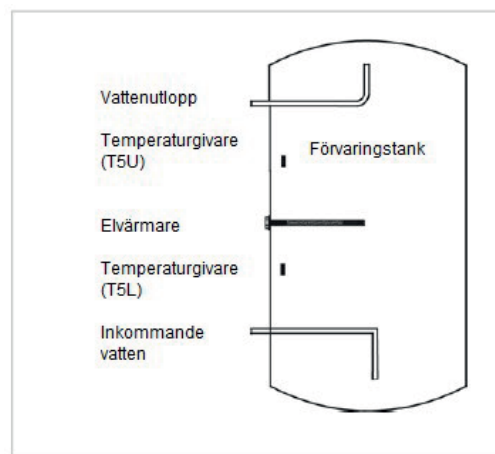 Vattenutlopp
Temperaturgivare
(T5U)
Förvaringstank
Elvärmare
Temperaturgivare
(T5L)
Inkommande
vatten